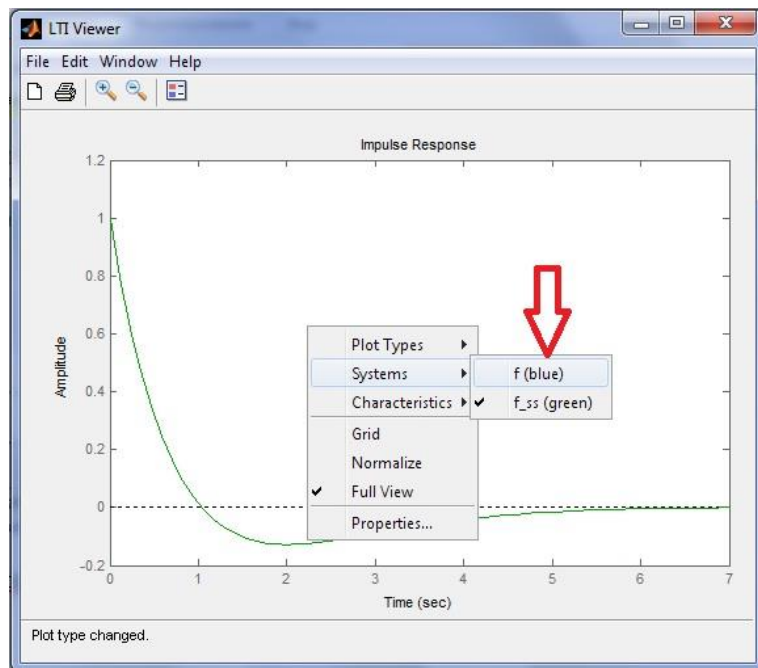 LTI Viewer
File Edit Window Help
Impulse Response
1.2
1
0.8
0.6
0.4
0.2
0
-0.2
Amplitude
Plot Types
Systems
Characteristics
Grid
Normalize
Full View
Properties...
f (blue)
f_ss (green)
0 1 2 3 4 5 6 7
Time (sec)
Plot type changed.